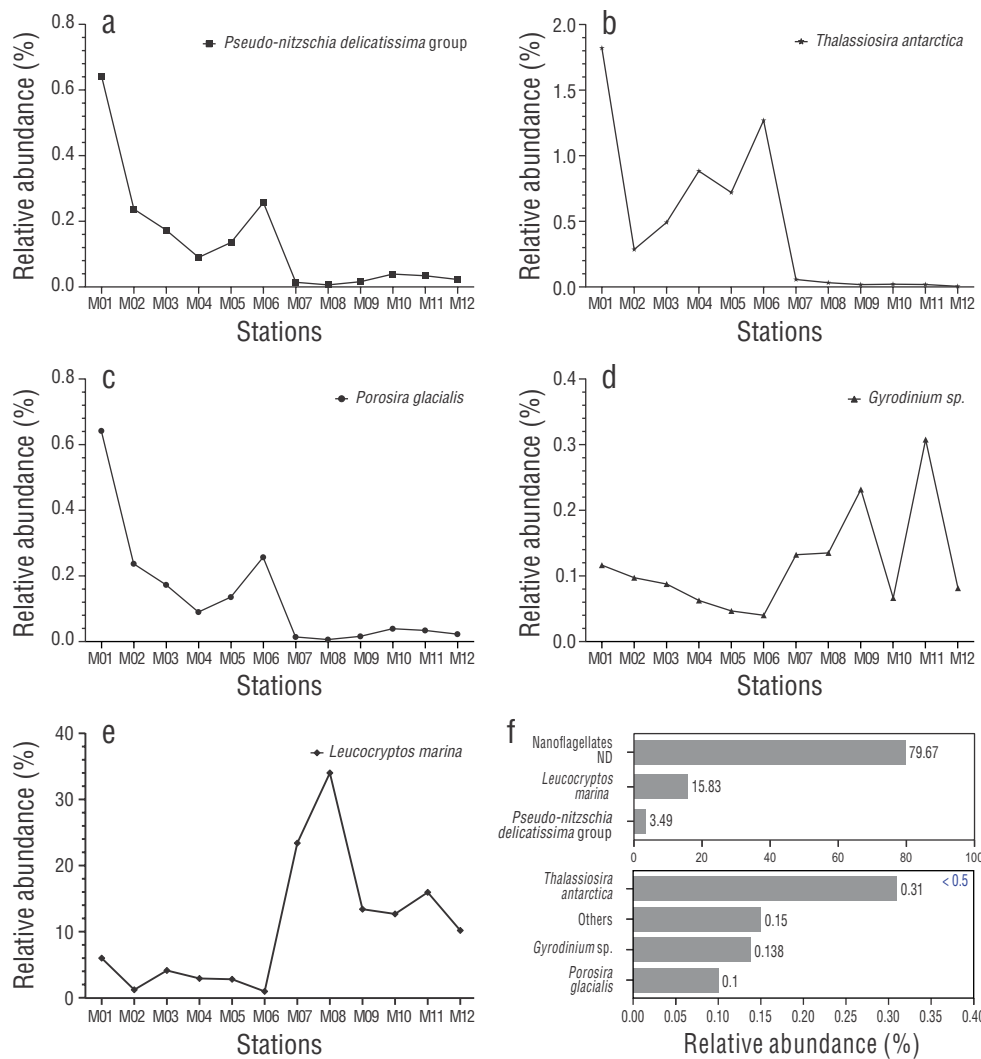 a
Pseudo-nitzschia delicatissima group
Relative abundance (%)
0.8
0.6
0.4
0.2
0.0
M01 M02 M03 M04 M05 M06 M07 M08 M09 M10 M11 M12
Stations
b
Thalassiosira antarctica
Relative abundance (%)
2.0
1.5
1.0
0.5
0.0
M01 M02 M03 M04 M05 M06 M07 M08 M09 M10 M11 M12
Stations
c
Porosira glacialis
Relative abundance (%)
0.8
0.6
0.4
0.2
0.0
M01 M02 M03 M04 M05 M06 M07 M08 M09 M10 M11 M12
Stations
d
Gyrodinium sp.
Relative abundance (%)
0.4
0.3
0.2
0.1
0.0
M01 M02 M03 M04 M05 M06 M07 M08 M09 M10 M11 M12
Stations
e
Leucocryptos marina
Relative abundance (%)
40
30
20
10
0
M01 M02 M03 M04 M05 M06 M07 M08 M09 M10 M11 M12
Stations
f
Nanoflagellates
ND
79.67
Leucocryptos
marina
15.83
Pseudo-nitzschia
delicatissima group
3.49
0 20 40 60 80 100
Thalassiosira
antarctica
0.31
< 0.5
Others
0.15
Gyrodinium sp.
0.138
Porosira
glacialis
0.1
0.00 0.05 0.10 0.15 0.20 0.25 0.30 0.35 0.40
Relative abundance (%)